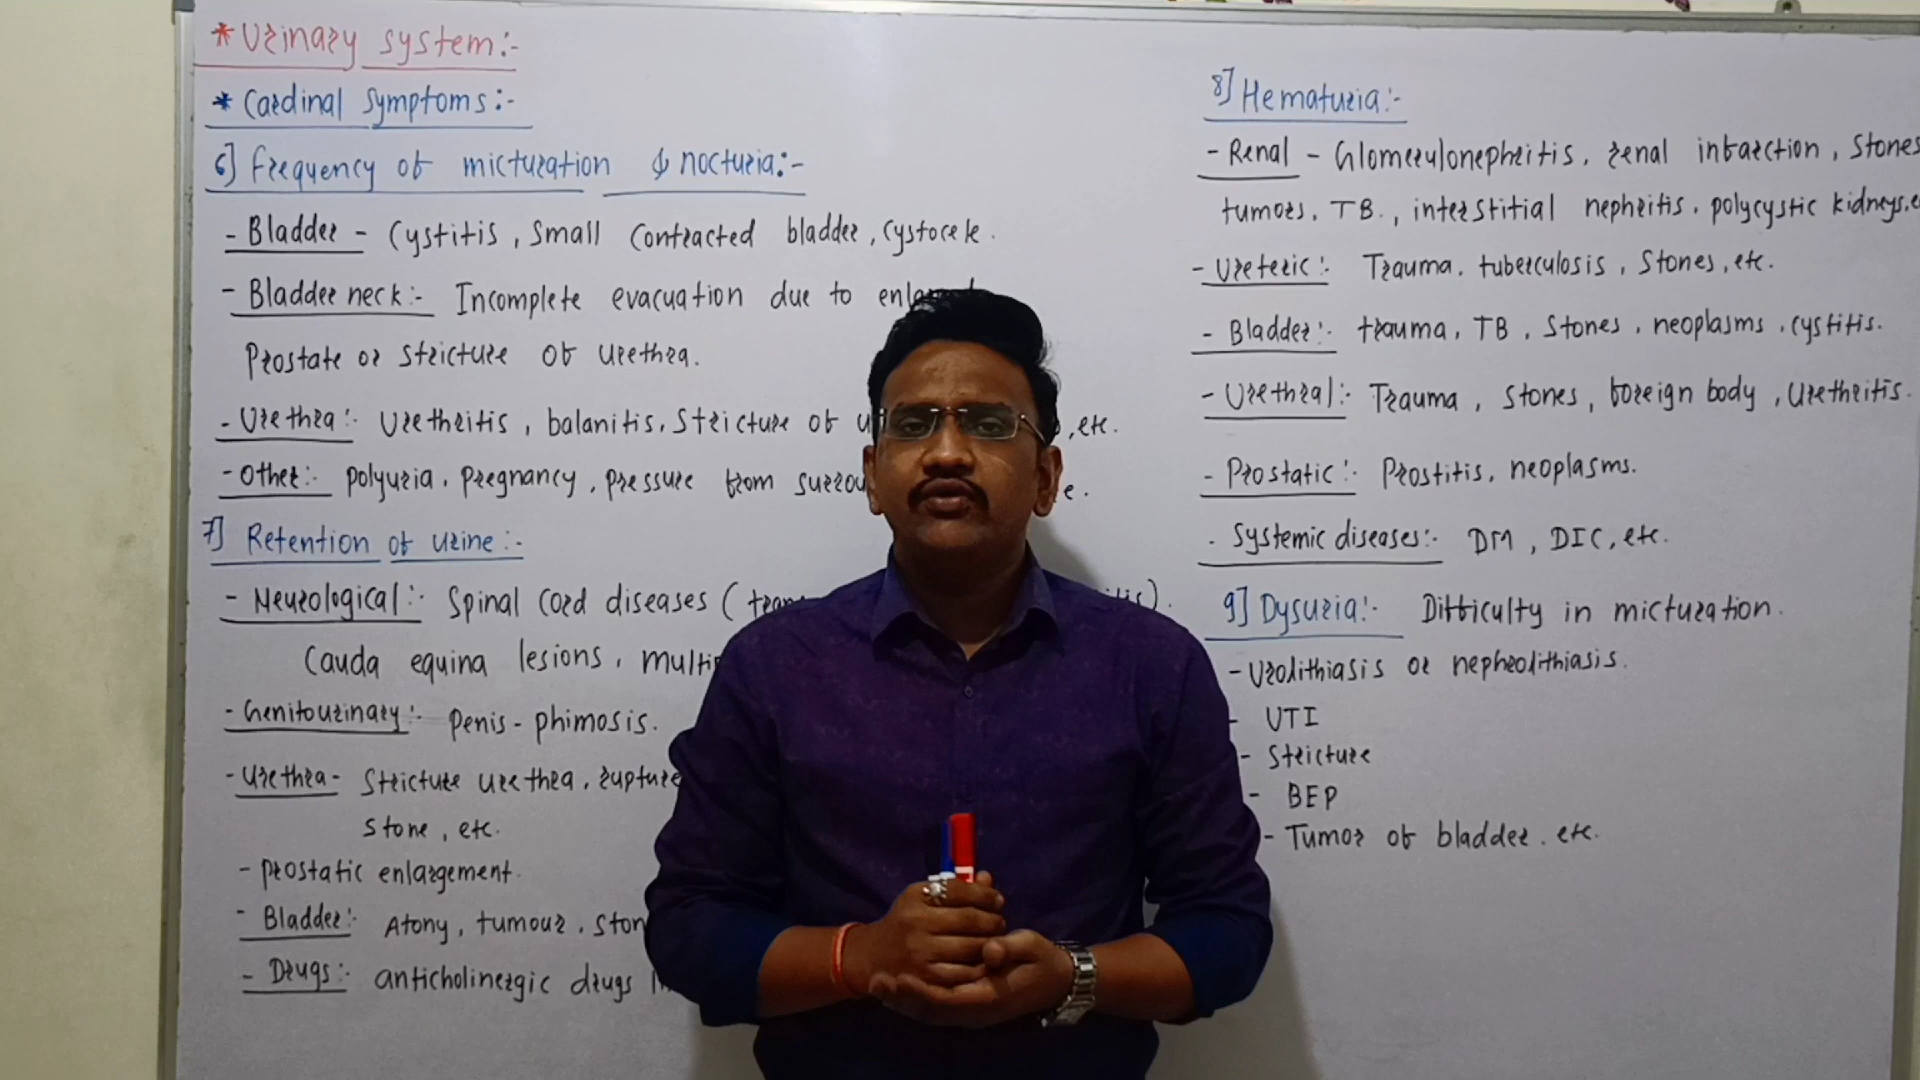 * Urinary system:-
* Cardinal Symptoms:-
6] Frequency of micturation & nocturia:-
- Bladder - Cystitis, Small Contracted bladder, Cystocele.
- Bladder neck:- Incomplete evacuation due to
Prostate or Stricture of urethra.
- Urethra:- Urethritis, balanitis, Stricture of , etc.
- Other:- polyuria, Pregnancy, Pressure from
7] Retention of urine:-
- Neurological:- Spinal Cord diseases (
Cauda equina lesions,
- Genitourinary:- Penis - phimosis.
- Urethra - Stricture urethra, rupture
Stone, etc.
- Prostatic enlargement.
- Bladder:- Atony, tumour,
- Drugs:- anticholinergic drugs
8] Hematuria:-
- Renal - Glomerulonephritis, renal infarction, Stones
tumors, TB., interstitial nephritis, polycystic kidneys,
- Ureteric:- Trauma, tuberculosis, Stones, etc.
- Bladder:- trauma, TB, Stones, neoplasms, cystitis.
- Urethral:- Trauma, Stones, foreign body, Urethritis.
- Prostatic:- Prostitis, neoplasms.
- Systemic diseases:- DM, DIC, etc.
9] Dysuria:- Difficulty in micturation.
- Urolithiasis or nephrolithiasis.
- UTI
- Stricture
- BEP
- Tumor of bladder. etc.